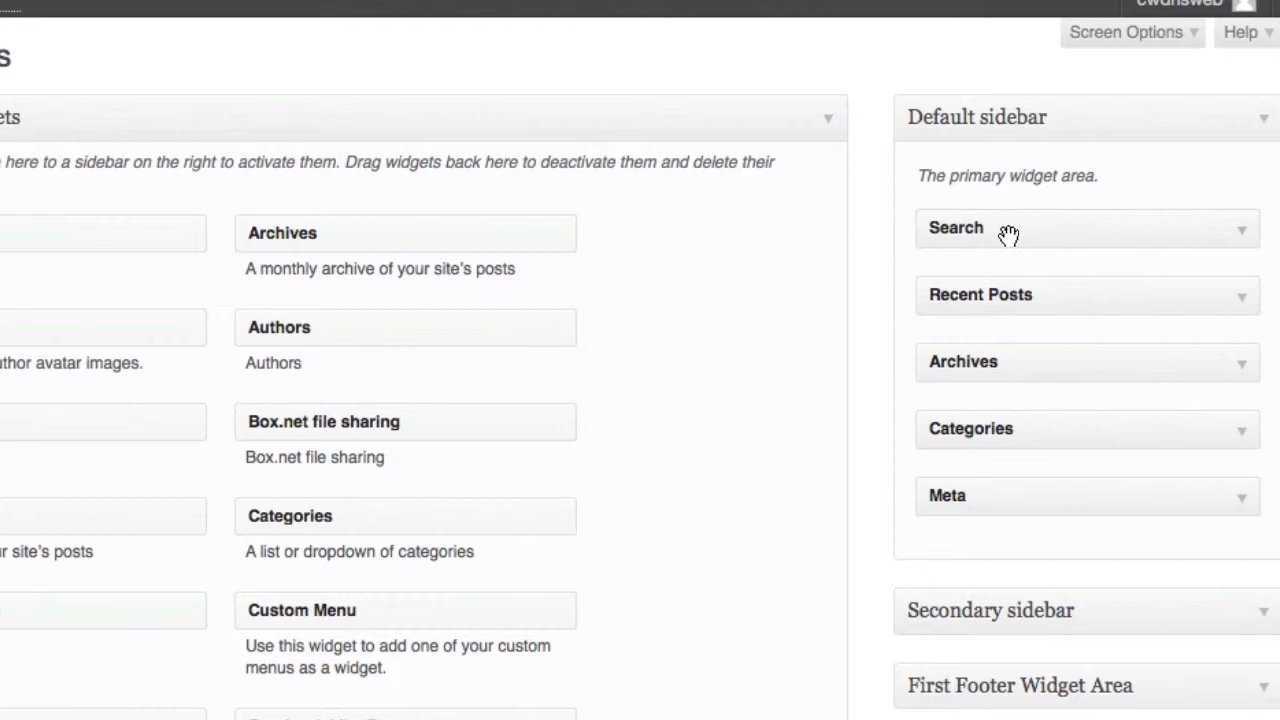 cwdhsweb
Screen Options
Help
s
ets
here to a sidebar on the right to activate them. Drag widgets back here to deactivate them and delete their
Archives
A monthly archive of your site's posts
Authors
thor avatar images.
Authors
Box.net file sharing
Box.net file sharing
Categories
r site's posts
A list or dropdown of categories
Custom Menu
Use this widget to add one of your custom
menus as a widget.
Default sidebar
The primary widget area.
Search
Recent Posts
Archives
Categories
Meta
Secondary sidebar
First Footer Widget Area